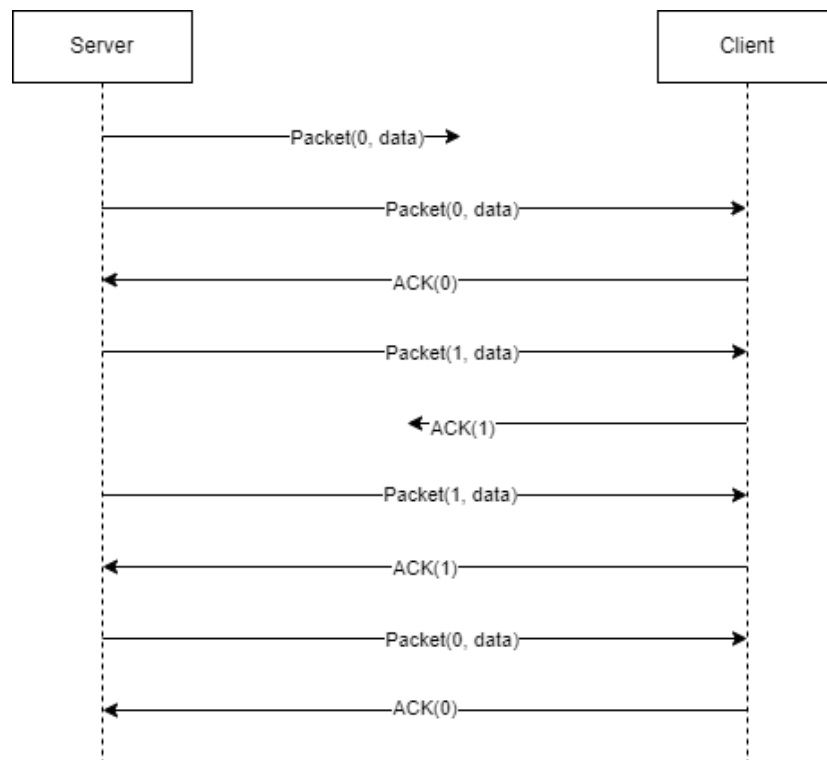 Server
Client
Packet(0, data)
Packet(0, data)
ACK(0)
Packet(1, data)
ACK(1)
Packet(1, data)
ACK(1)
Packet(0, data)
ACK(0)